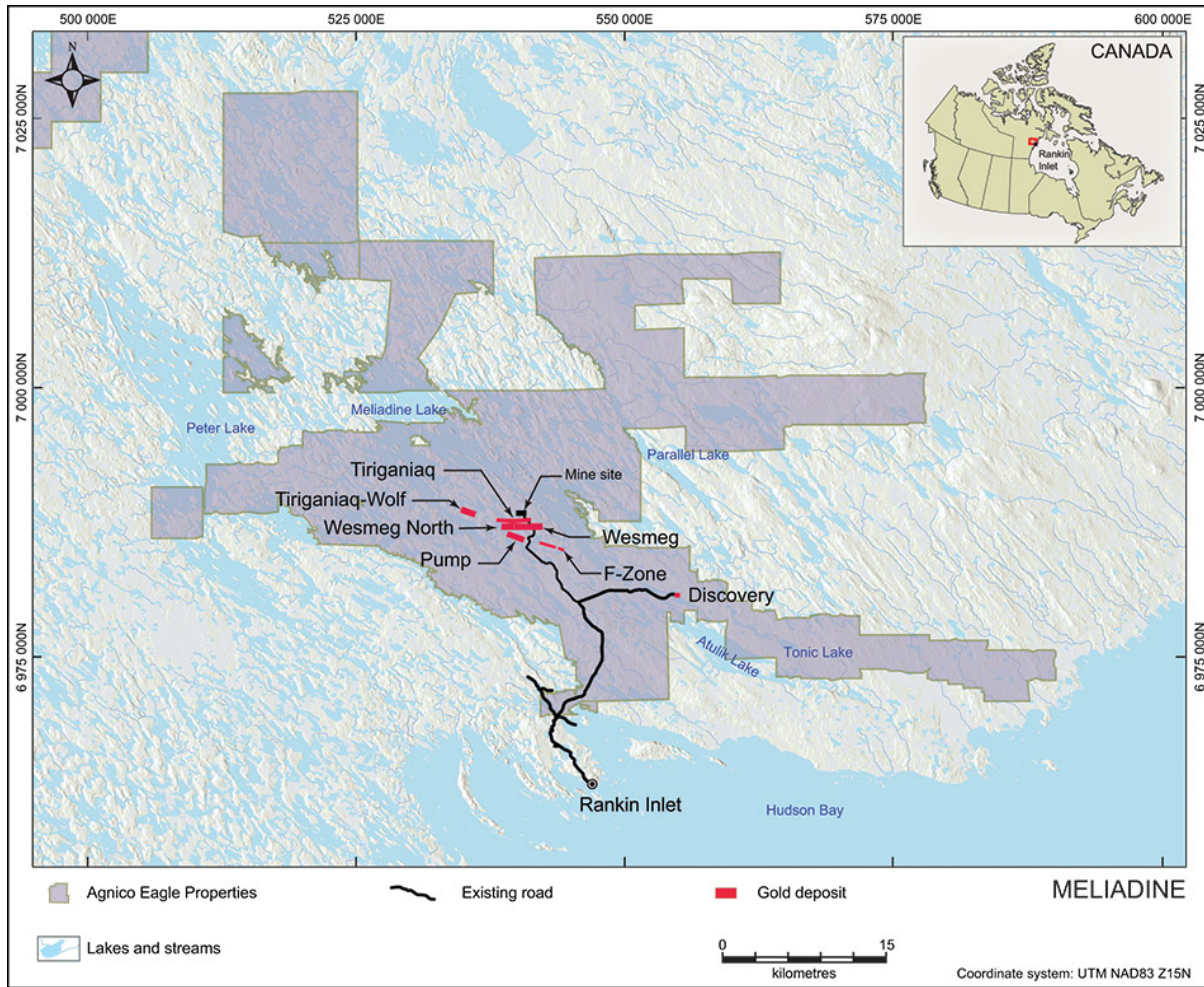 500 000E 525 000E 550 000E 575 000E 600 000E
N
CANADA
Rankin
Inlet
7 025 000N
7 025 000N
7 000 000N
7 000 000N
Meliadine Lake
Peter Lake
Parallel Lake
Tiriganiaq
Mine site
Tiriganiaq-Wolf
Wesmeg North
Wesmeg
Pump
F-Zone
Discovery
6 975 000N
6 975 000N
Atulik Lake
Tonic Lake
Rankin Inlet
Hudson Bay
Agnico Eagle Properties
Existing road
Gold deposit
MELIADINE
Lakes and streams
0 15
kilometres
Coordinate system: UTM NAD83 Z15N